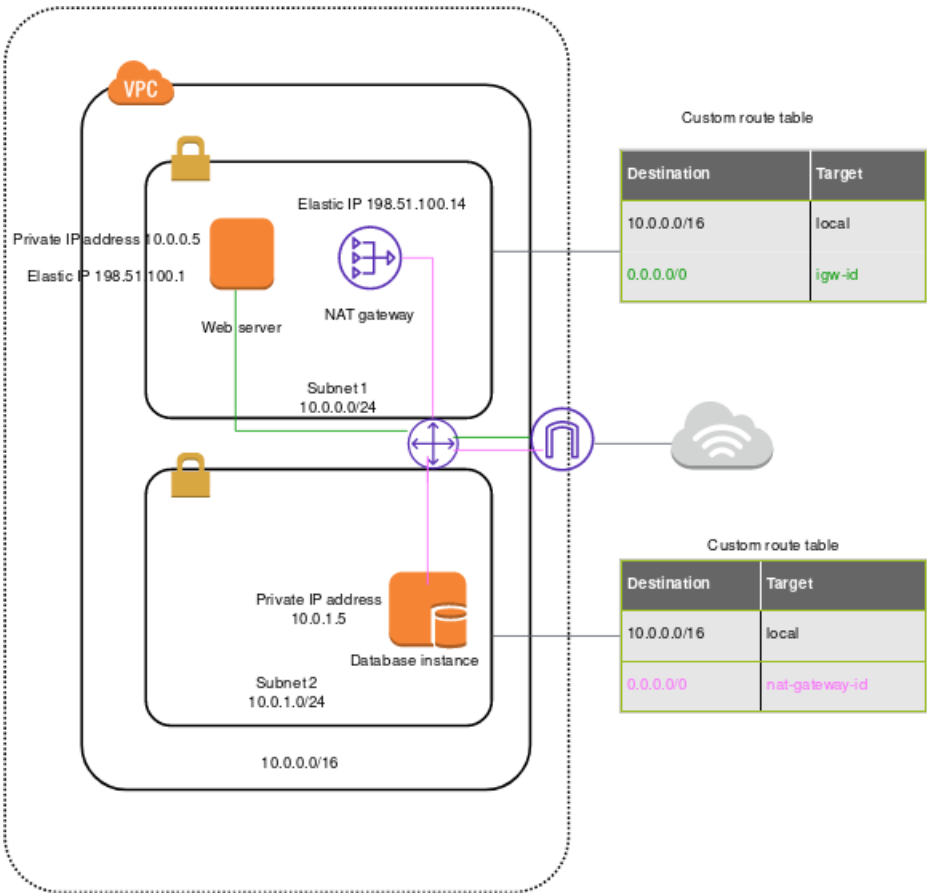 VPC
Custom route table
Destination Target
10.0.0.0/16 local
0.0.0.0/0 igw-id
Elastic IP 198.51.100.14
Private IP address 10.0.0.5
Elastic IP 198.51.100.1
Web server
NAT gateway
Subnet 1
10.0.0.0/24
Custom route table
Destination Target
10.0.0.0/16 local
0.0.0.0/0 nat-gateway-id
Private IP address
10.0.1.5
Database instance
Subnet 2
10.0.1.0/24
10.0.0.0/16